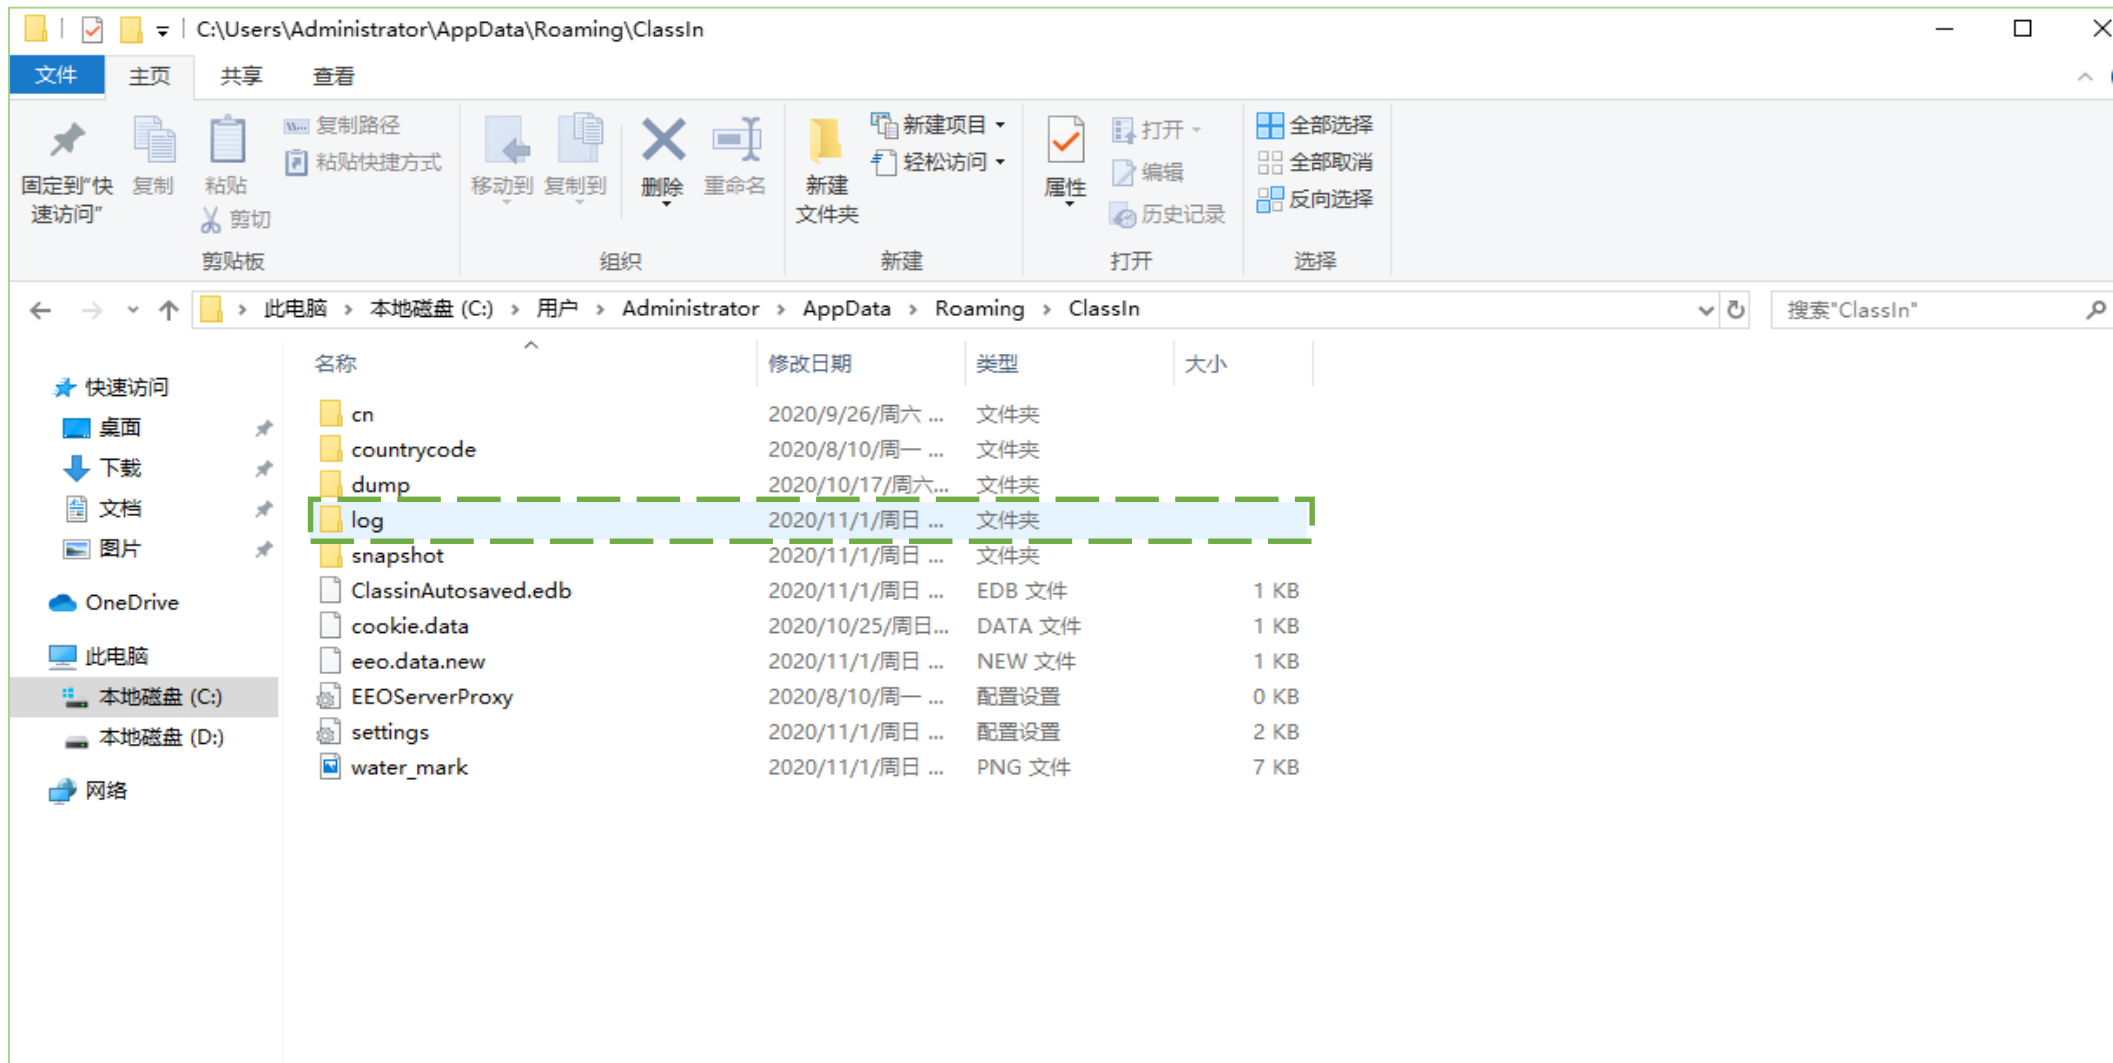 C:\Users\Administrator\AppData\Roaming\ClassIn
文件 主页 共享 查看
固定到"快速访问"
复制
粘贴
复制路径
粘贴快捷方式
剪切
剪贴板
移动到
复制到
删除
重命名
组织
新建文件夹
新建项目
轻松访问
新建
属性
打开
编辑
历史记录
打开
全部选择
全部取消
反向选择
选择
此电脑 > 本地磁盘 (C:) > 用户 > Administrator > AppData > Roaming > ClassIn
搜索"ClassIn"
快速访问
桌面
下载
文档
图片
OneDrive
此电脑
本地磁盘 (C:)
本地磁盘 (D:)
网络
名称 修改日期 类型 大小
cn 2020/9/26/周六 ... 文件夹
countrycode 2020/8/10/周一 ... 文件夹
dump 2020/10/17/周六... 文件夹
log 2020/11/1/周日 ... 文件夹
snapshot 2020/11/1/周日 ... 文件夹
ClassinAutosaved.edb 2020/11/1/周日 ... EDB 文件 1 KB
cookie.data 2020/10/25/周日... DATA 文件 1 KB
eeo.data.new 2020/11/1/周日 ... NEW 文件 1 KB
EEOServerProxy 2020/8/10/周一 ... 配置设置 0 KB
settings 2020/11/1/周日 ... 配置设置 2 KB
water_mark 2020/11/1/周日 ... PNG 文件 7 KB